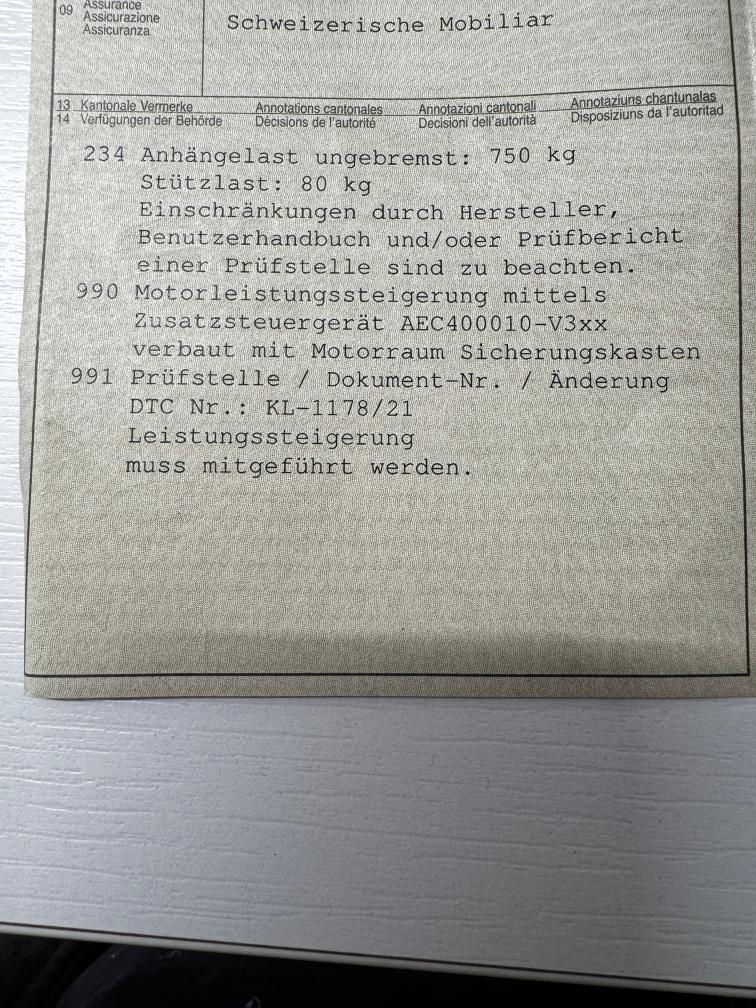 09 Assurance
Assicurazione
Assicuranza
Schweizerische Mobiliar
13 Kantonale Vermerke Annotations cantonales Annotazioni cantonali Annotaziuns chantunalas
14 Verfügungen der Behörde Décisions de l'autorité Decisioni dell'autorità Disposiziuns da l'autoritad
234 Anhängelast ungebremst: 750 kg
Stützlast: 80 kg
Einschränkungen durch Hersteller,
Benutzerhandbuch und/oder Prüfbericht
einer Prüfstelle sind zu beachten.
990 Motorleistungssteigerung mittels
Zusatzsteuergerät AEC400010-V3xx
verbaut mit Motorraum Sicherungskasten
991 Prüfstelle / Dokument-Nr. / Änderung
DTC Nr.: KL-1178/21
Leistungssteigerung
muss mitgeführt werden.